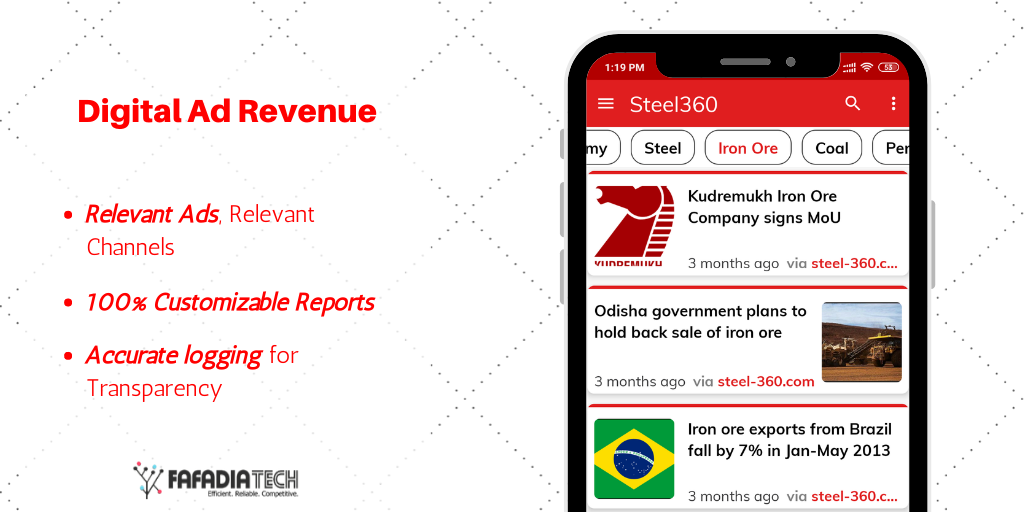 Digital Ad Revenue
• Relevant Ads, Relevant
Channels
• 100% Customizable Reports
• Accurate logging for
Transparency
FAFADIATECH
Efficient. Reliable. Competitive.
1:19 PM
53
Steel360
my
Steel
Iron Ore
Coal
Per
Kudremukh Iron Ore
Company signs MoU
KUDREMUKH
3 months ago via steel-360.c...
Odisha government plans to
hold back sale of iron ore
3 months ago via steel-360.com
Iron ore exports from Brazil
fall by 7% in Jan-May 2013
3 months ago via steel-360.c...